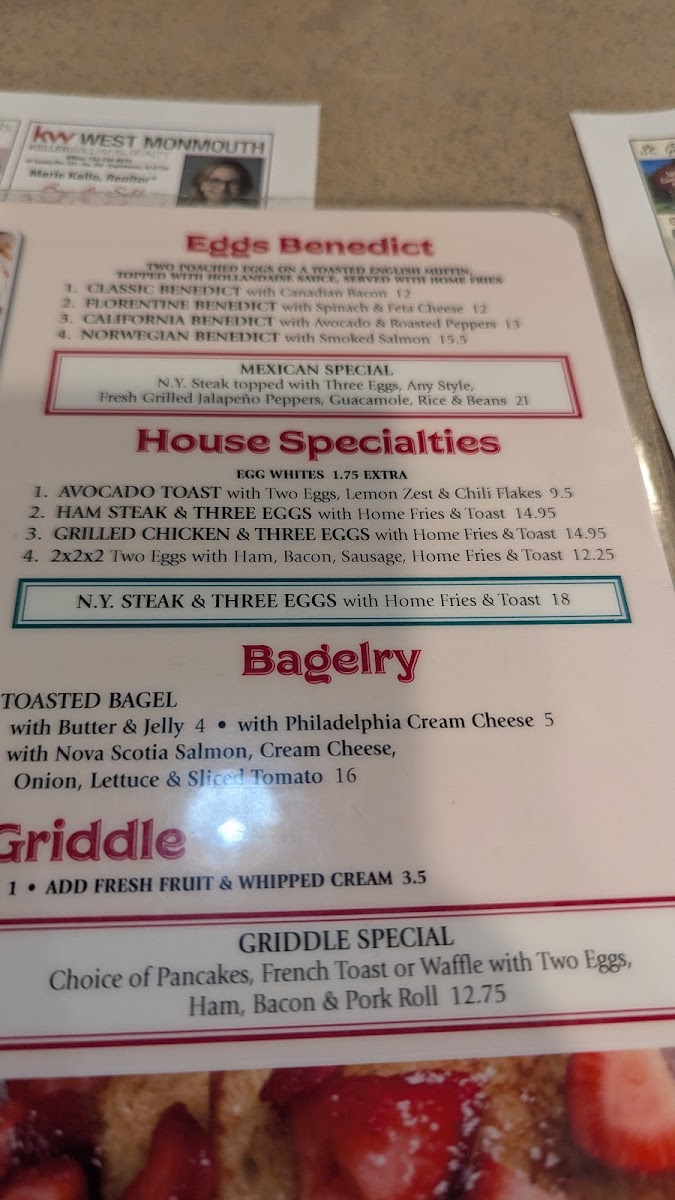 kw WEST MONMOUTH
KELLERWILLIAMS. REALTY
Marie Kallo, Realtor*
Eggs Benedict
TWO POACHED EGGS ON A TOASTED ENGLISH MUFFIN,
TOPPED WITH HOLLANDAISE SAUCE, SERVED WITH HOME FRIES
1. CLASSIC BENEDICT with Canadian Bacon 12
2. FLORENTINE BENEDICT with Spinach & Feta Cheese 12
3. CALIFORNIA BENEDICT with Avocado & Roasted Peppers 13
4. NORWEGIAN BENEDICT with Smoked Salmon 15.5
MEXICAN SPECIAL
N.Y. Steak topped with Three Eggs, Any Style,
Fresh Grilled Jalapeño Peppers, Guacamole, Rice & Beans 21
House Specialties
EGG WHITES 1.75 EXTRA
1. AVOCADO TOAST with Two Eggs, Lemon Zest & Chili Flakes 9.5
2. HAM STEAK & THREE EGGS with Home Fries & Toast 14.95
3. GRILLED CHICKEN & THREE EGGS with Home Fries & Toast 14.95
4. 2x2x2 Two Eggs with Ham, Bacon, Sausage, Home Fries & Toast 12.25
N.Y. STEAK & THREE EGGS with Home Fries & Toast 18
Bagelry
TOASTED BAGEL
with Butter & Jelly 4 • with Philadelphia Cream Cheese 5
with Nova Scotia Salmon, Cream Cheese,
Onion, Lettuce & Sliced Tomato 16
Griddle
1 • ADD FRESH FRUIT & WHIPPED CREAM 3.5
GRIDDLE SPECIAL
Choice of Pancakes, French Toast or Waffle with Two Eggs,
Ham, Bacon & Pork Roll 12.75